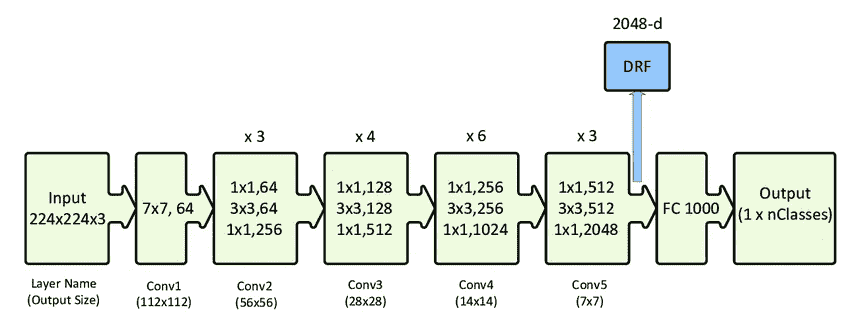 2048-d
DRF
x 3
x 4
x 6
x 3
Input
224x224x3
7x7, 64
1x1,64
3x3,64
1x1,256
1x1,128
3x3,128
1x1,512
1x1,256
3x3,256
1x1,1024
1x1,512
3x3,512
1x1,2048
FC 1000
Output
(1 x nClasses)
Layer Name
(Output Size)
Conv1
(112x112)
Conv2
(56x56)
Conv3
(28x28)
Conv4
(14x14)
Conv5
(7x7)